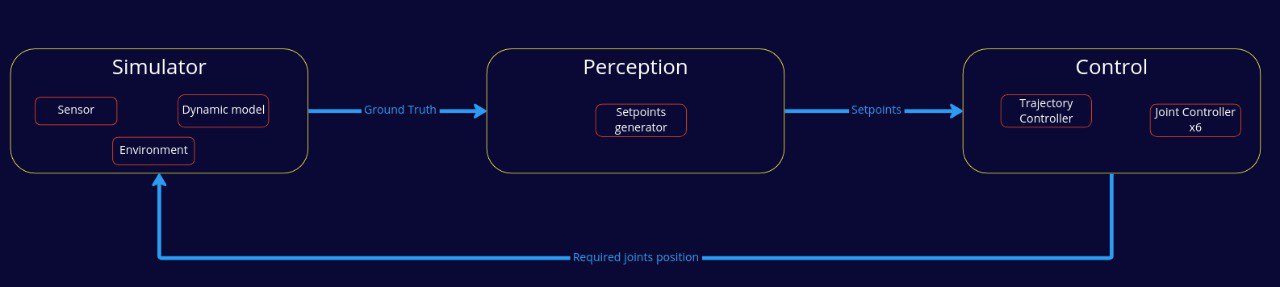 Simulator
Sensor
Dynamic model
Environment
Ground Truth
Perception
Setpoints
generator
Setpoints
Control
Trajectory
Controller
Joint Controller
x6
Required joints position